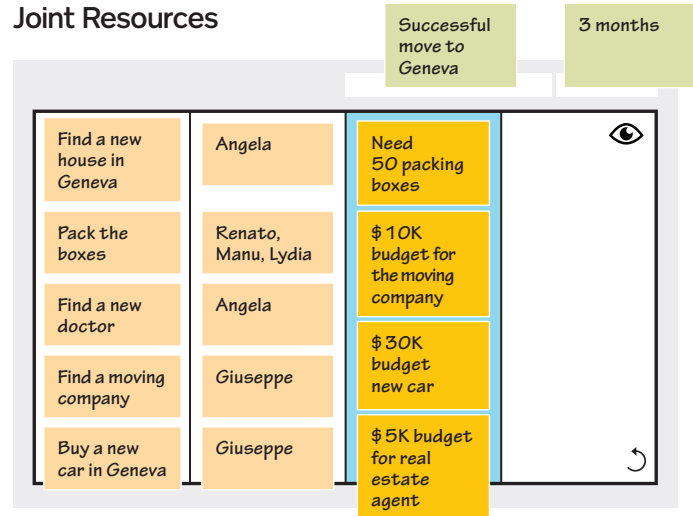 Joint Resources
Successful
move to
Geneva
3 months
Find a new
house in
Geneva
Angela
Need
50 packing
boxes
Pack the
boxes
Renato,
Manu, Lydia
$10K
budget for
the moving
company
Find a new
doctor
Angela
$30K
budget
new car
Find a moving
company
Giuseppe
Buy a new
car in Geneva
Giuseppe
$5K budget
for real
estate
agent